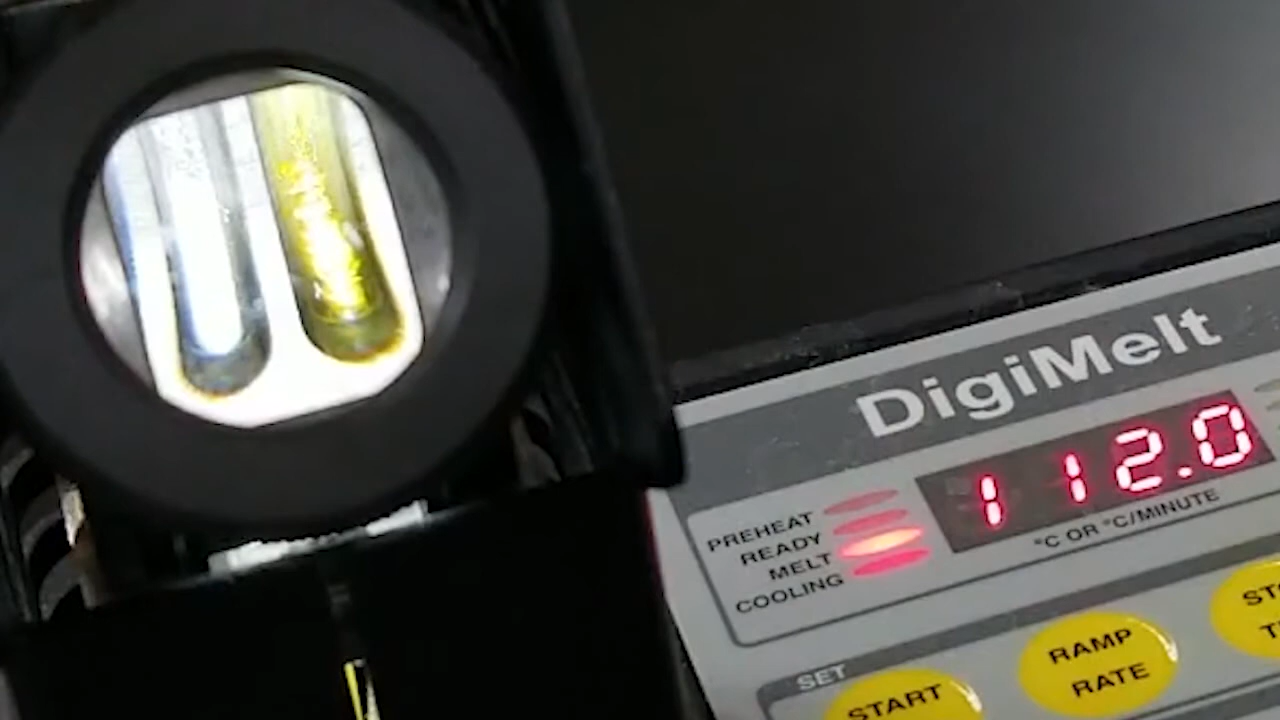 DigiMelt
112.0
°C OR °C/MINUTE
PREHEAT
READY
MELT
COOLING
SET
START
RAMP
RATE